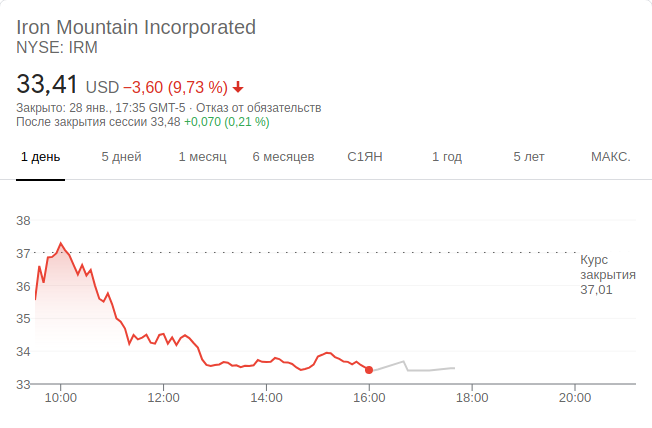 Iron Mountain Incorporated
NYSE: IRM
33,41 USD −3,60 (9,73 %)
Закрыто: 28 янв., 17:35 GMT-5 · Отказ от обязательств
После закрытия сессии 33,48 +0,070 (0,21 %)
1 день 5 дней 1 месяц 6 месяцев С1ЯН 1 год 5 лет МАКС.
38
37
Курс
закрытия
37,01
36
35
34
33
10:00 12:00 14:00 16:00 18:00 20:00